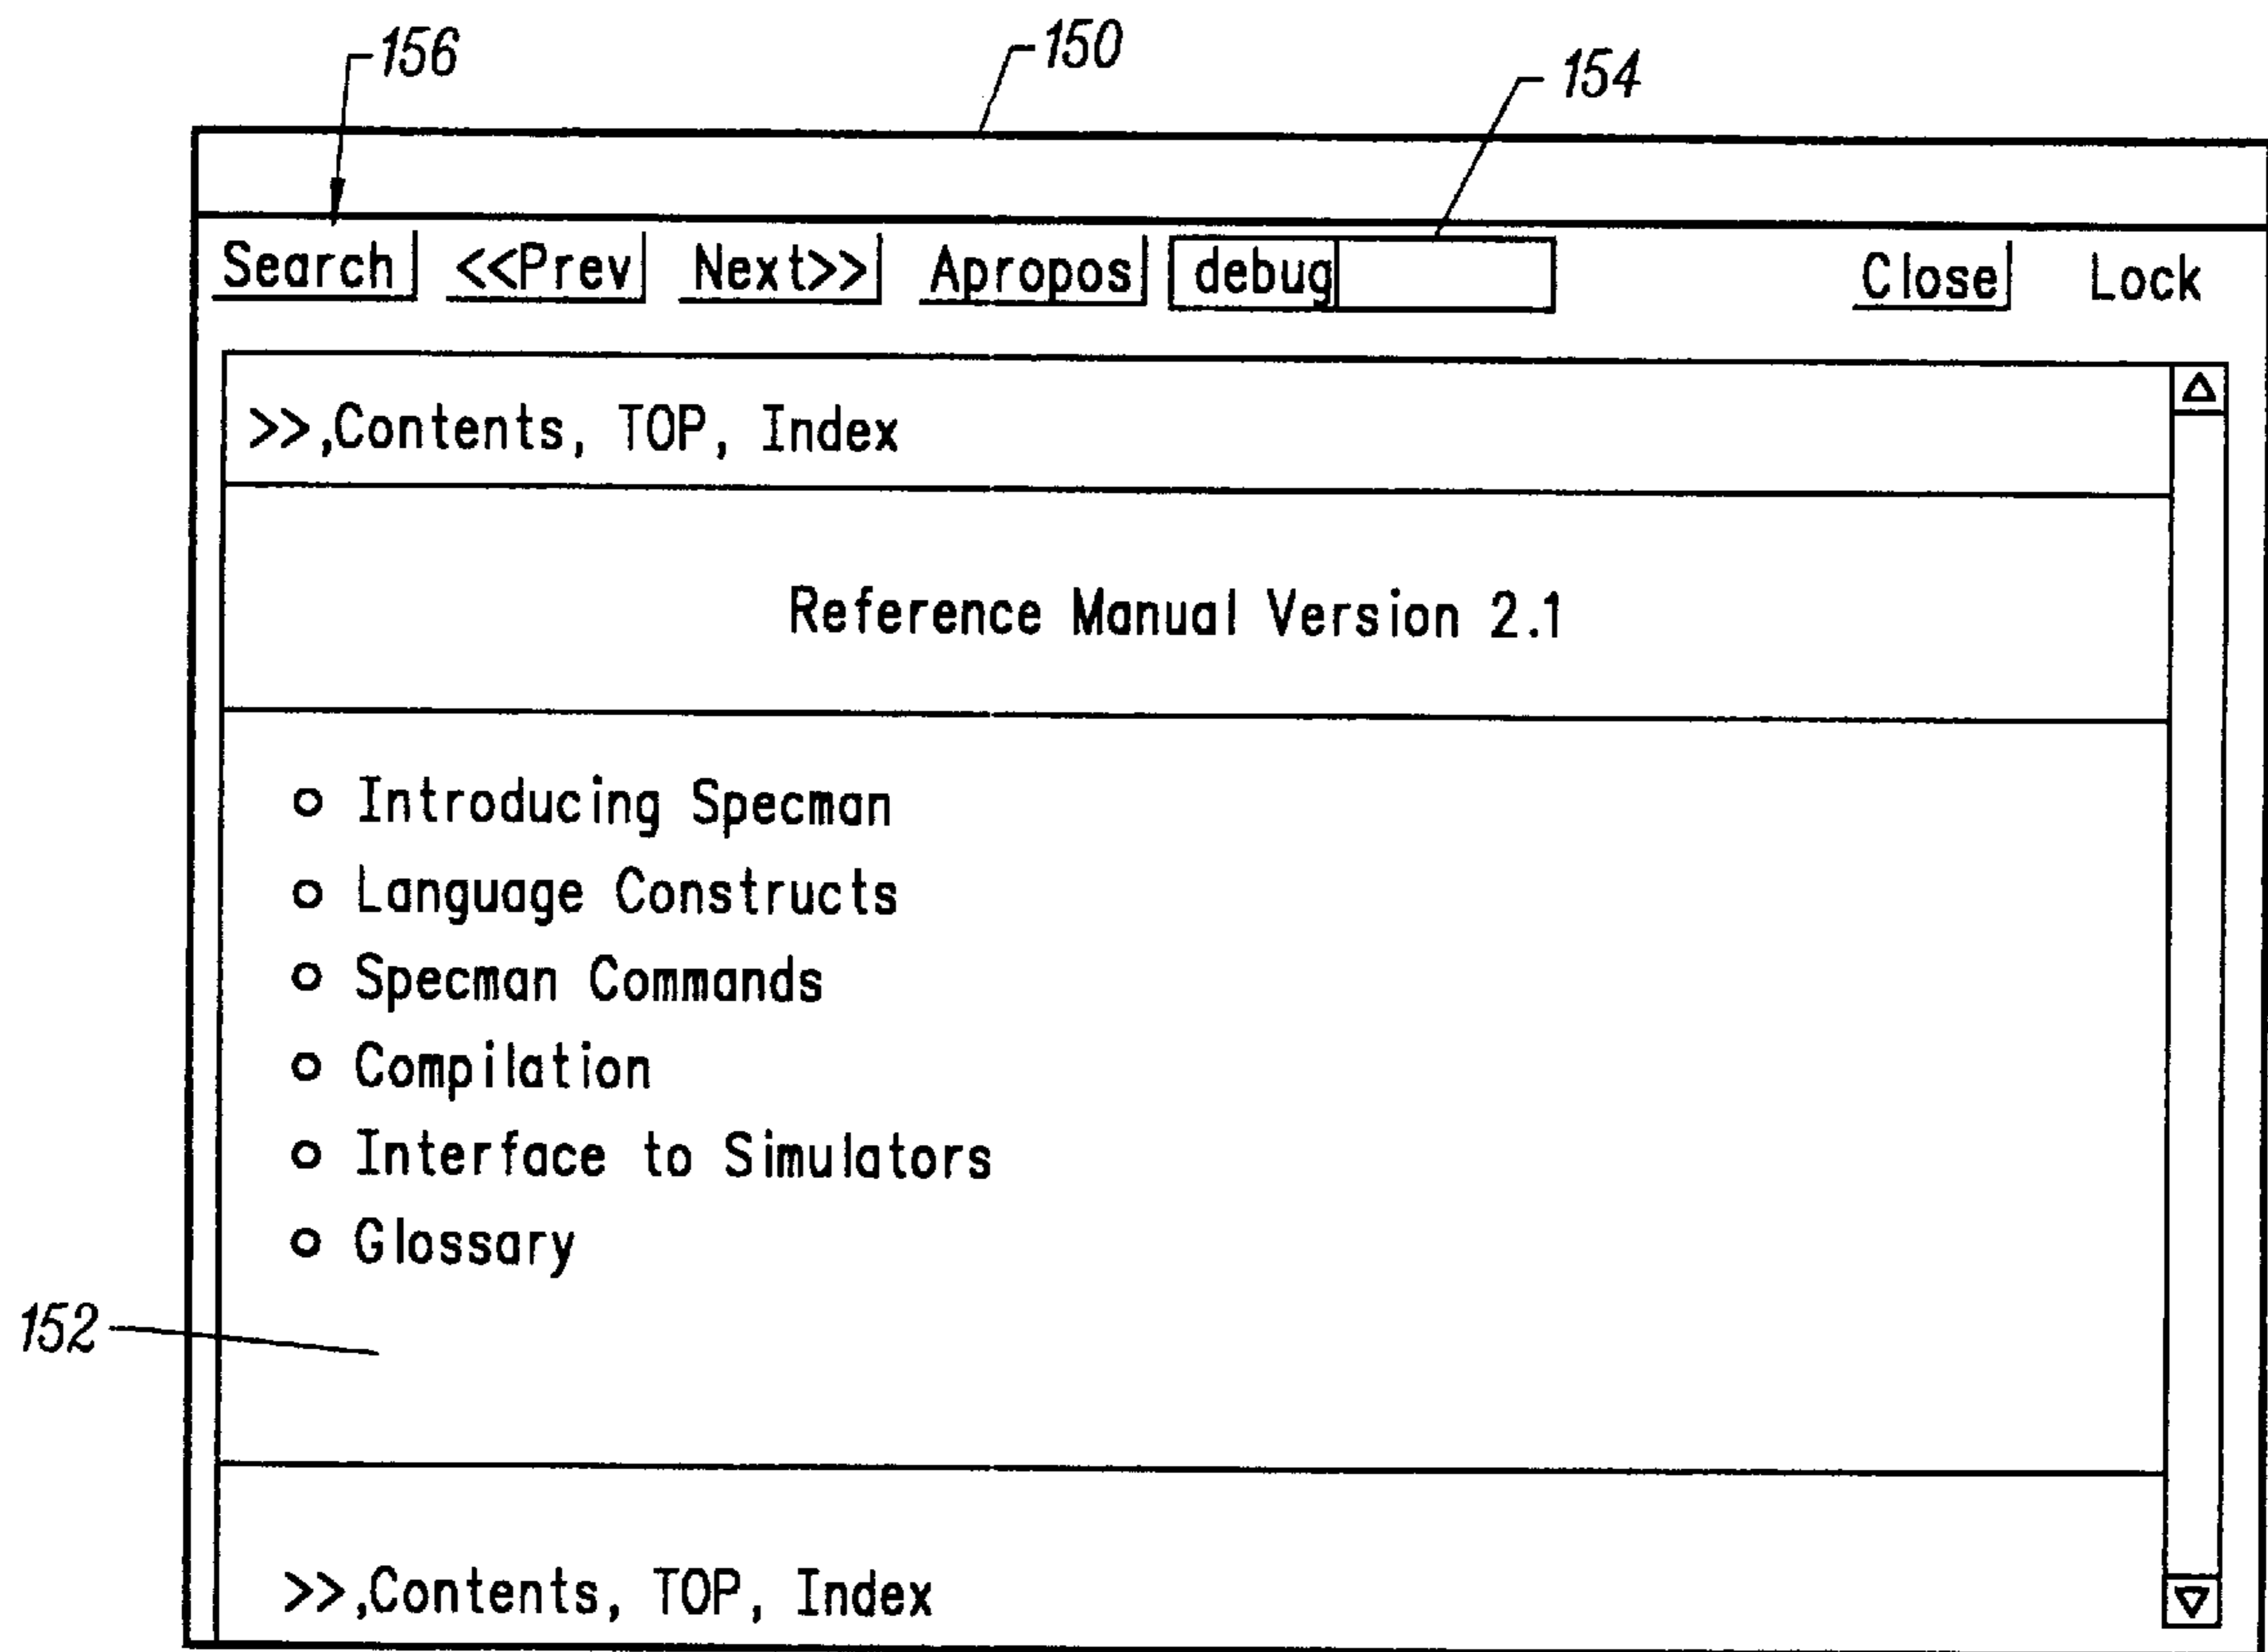 156 150 154
Search <<Prev Next>> Apropos debug Close Lock
>>,Contents, TOP, Index
Reference Manual Version 2.1
o Introducing Specman
o Language Constructs
o Specman Commands
o Compilation
o Interface to Simulators
o Glossary
152
>>,Contents, TOP, Index